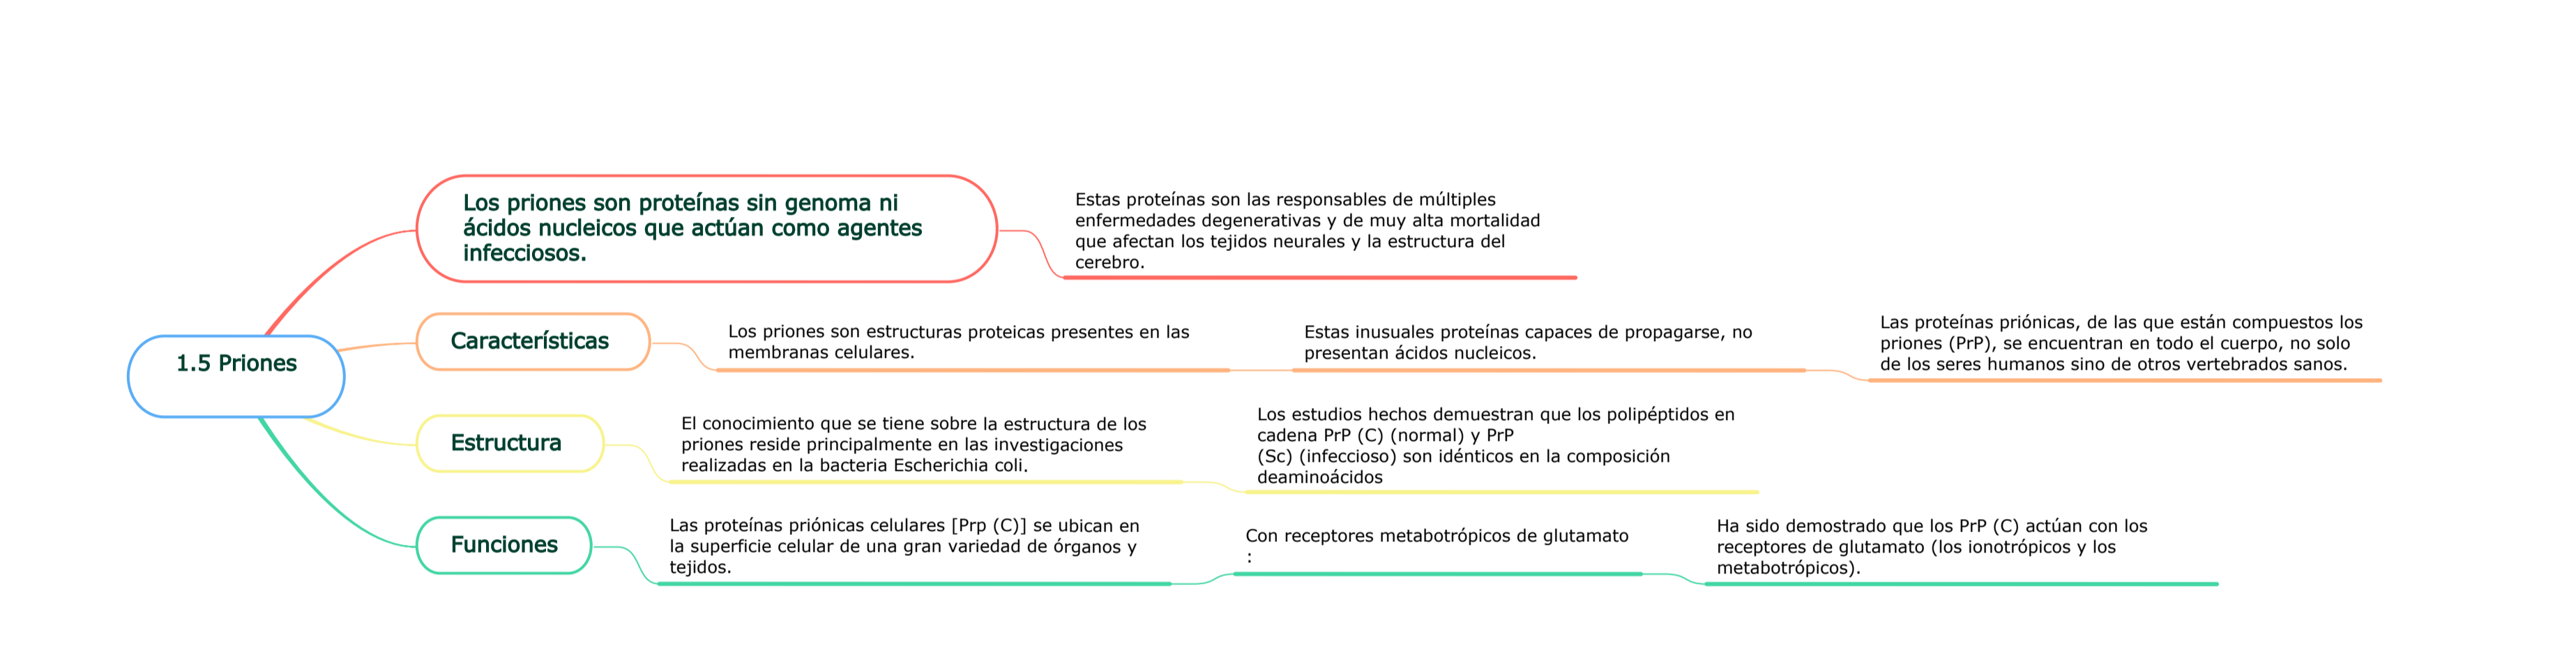 1.5 Priones
Los priones son proteínas sin genoma ni
ácidos nucleicos que actúan como agentes
infecciosos.
Estas proteínas son las responsables de múltiples
enfermedades degenerativas y de muy alta mortalidad
que afectan los tejidos neurales y la estructura del
cerebro.
Características
Los priones son estructuras proteicas presentes en las
membranas celulares.
Estas inusuales proteínas capaces de propagarse, no
presentan ácidos nucleicos.
Las proteínas priónicas, de las que están compuestos los
priones (PrP), se encuentran en todo el cuerpo, no solo
de los seres humanos sino de otros vertebrados sanos.
Estructura
El conocimiento que se tiene sobre la estructura de los
priones reside principalmente en las investigaciones
realizadas en la bacteria Escherichia coli.
Los estudios hechos demuestran que los polipéptidos en
cadena PrP (C) (normal) y PrP
(Sc) (infeccioso) son idénticos en la composición
deaminoácidos
Funciones
Las proteínas priónicas celulares [Prp (C)] se ubican en
la superficie celular de una gran variedad de órganos y
tejidos.
Con receptores metabotrópicos de glutamato
:
Ha sido demostrado que los PrP (C) actúan con los
receptores de glutamato (los ionotrópicos y los
metabotrópicos).